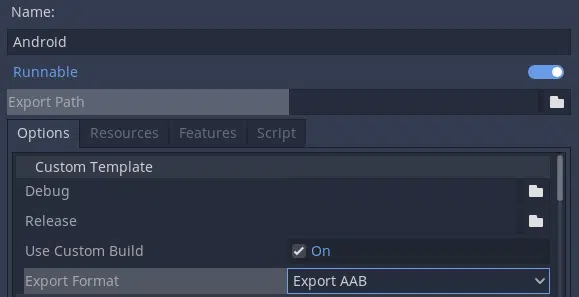 Name:
Android
Runnable
Export Path
Options Resources Features Script
Custom Template
Debug
Release
Use Custom Build On
Export Format Export AAB